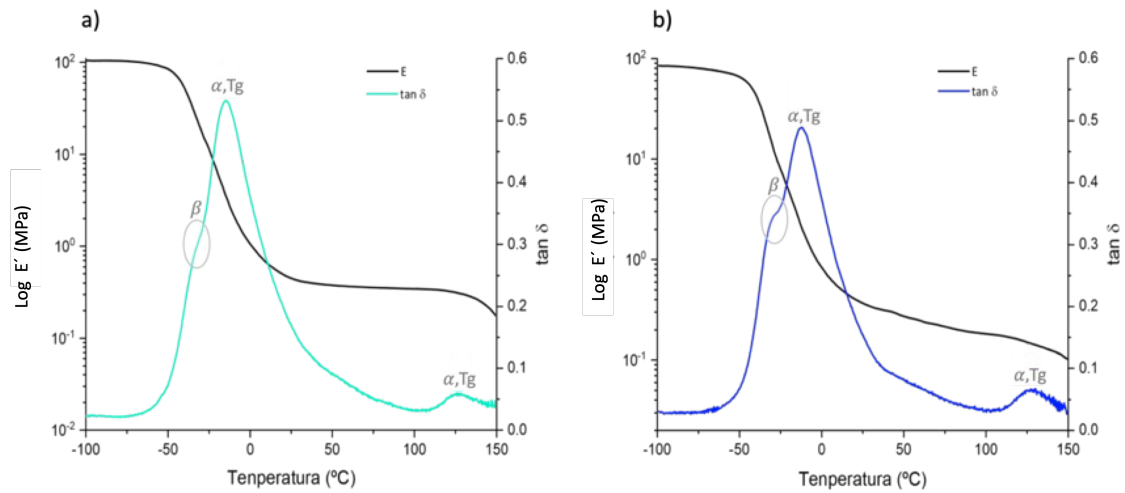 a)
10²
10¹
10⁰
10⁻¹
10⁻²
Log E´ (MPa)
-100
-50
0
50
100
150
Tenperatura (ºC)
0.6
0.5
0.4
0.3
0.2
0.1
0.0
tan δ
E
tan δ
α,Tg
β
α,Tg
b)
10²
10¹
10⁰
10⁻¹
Log E´ (MPa)
-100
-50
0
50
100
150
Tenperatura (ºC)
0.6
0.5
0.4
0.3
0.2
0.1
0.0
tan δ
E
tan δ
α,Tg
β
α,Tg